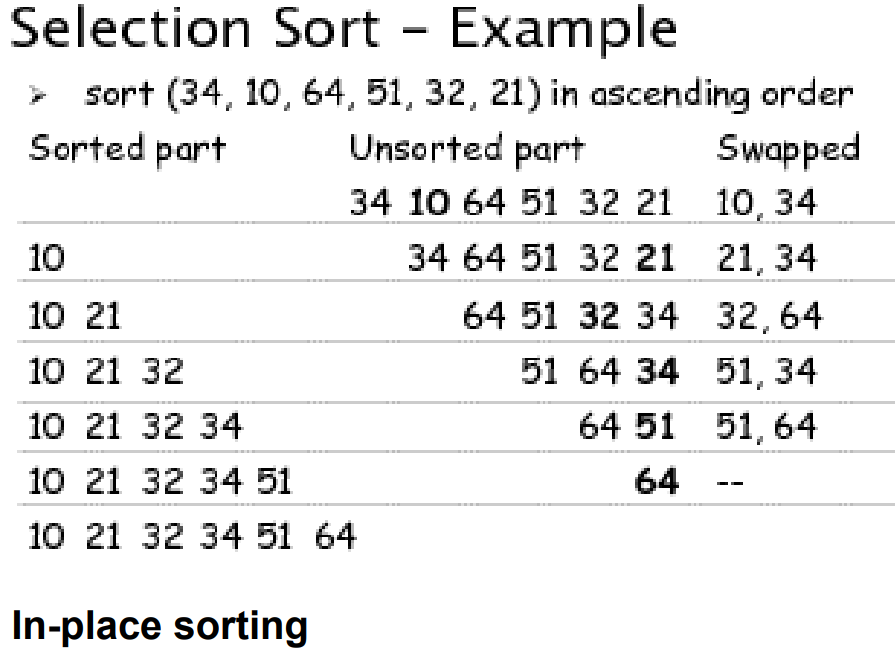 Selection Sort – Example
➢ sort (34, 10, 64, 51, 32, 21) in ascending order
Sorted part Unsorted part Swapped
34 10 64 51 32 21 10, 34
10 34 64 51 32 21 21, 34
10 21 64 51 32 34 32, 64
10 21 32 51 64 34 51, 34
10 21 32 34 64 51 51, 64
10 21 32 34 51 64 --
10 21 32 34 51 64
In-place sorting